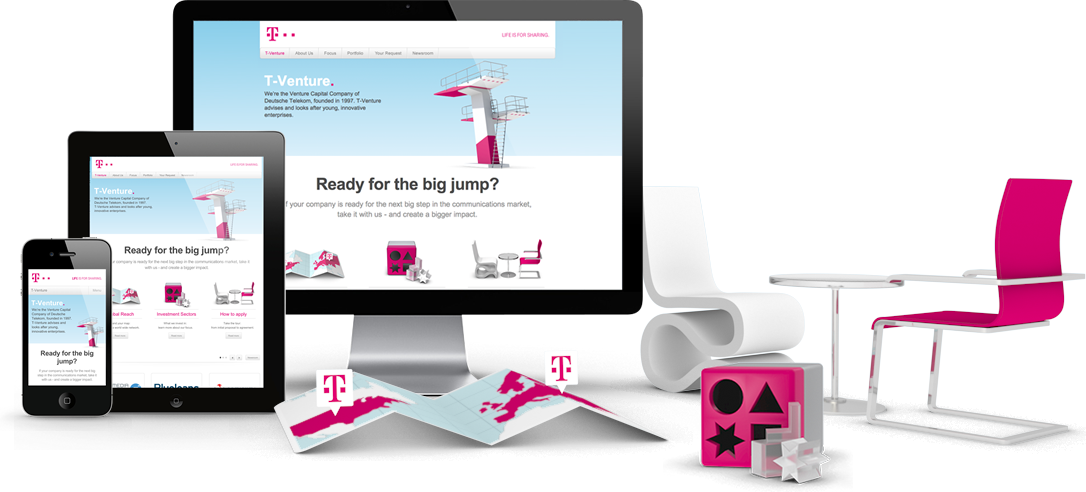 T
LIFE IS FOR SHARING.
T-Venture About Us Focus Portfolio Your Request Newsroom
T-Venture.
We're the Venture Capital Company of
Deutsche Telekom, founded in 1997. T-Venture
advises and looks after young, innovative
enterprises.
Ready for the big jump?
if your company is ready for the next big step in the communications market,
take it with us - and create a bigger impact.
T
LIFE IS FOR SHARING.
T-Venture About Us Focus Portfolio Your Request
T-Venture.
We're the Venture Capital Company of
Deutsche Telekom, founded in 1997.
T-Venture advises and looks after young,
innovative enterprises.
Ready for the big jump?
your company is ready for the next big step in the communications market, take it
with us - and create a bigger impact
bal Reach Investment Sectors How to apply
T
LIFE IS FOR SHARING.
T-Venture
T-Venture.
We're the Venture Capital
Company of Deutsche
Telekom, founded in 1997.
T-Venture advises and looks
after young, innovative
enterprises.
Ready for the big
jump?
If your company is ready for the next big
step in the communications market, take it
with us - and create a bigger impact
T
T